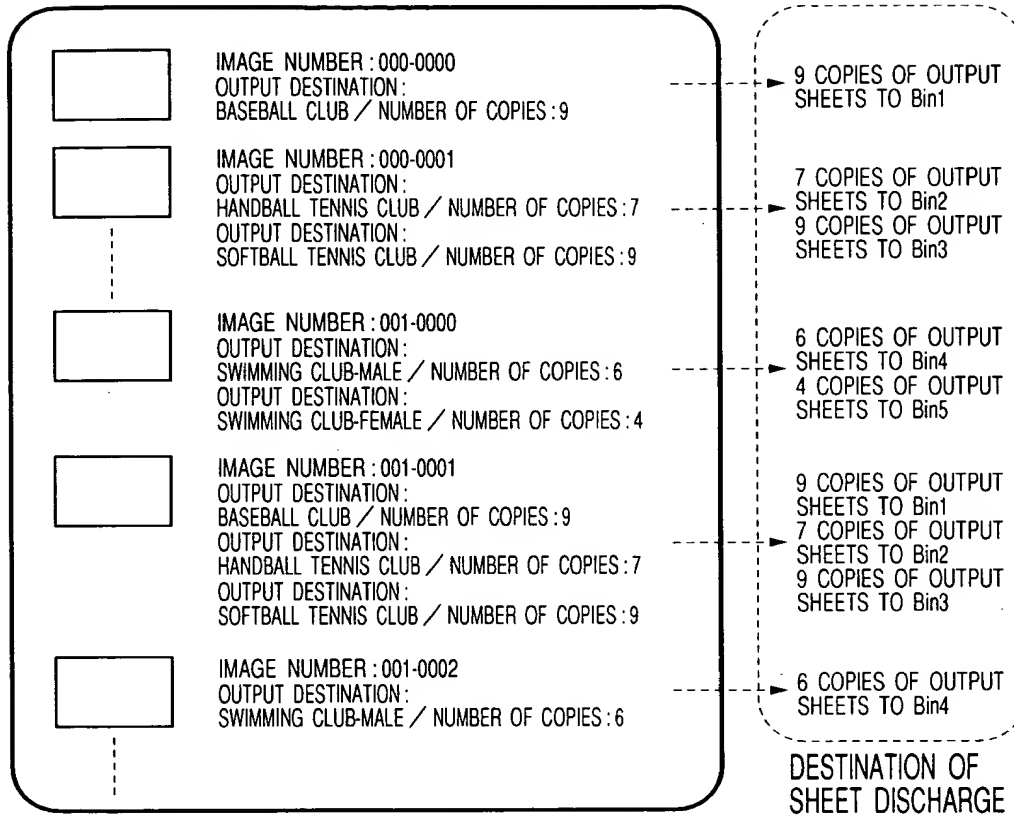 IMAGE NUMBER : 000-0000
OUTPUT DESTINATION :
BASEBALL CLUB / NUMBER OF COPIES : 9
9 COPIES OF OUTPUT
SHEETS TO Bin1
IMAGE NUMBER : 000-0001
OUTPUT DESTINATION :
HANDBALL TENNIS CLUB / NUMBER OF COPIES : 7
OUTPUT DESTINATION :
SOFTBALL TENNIS CLUB / NUMBER OF COPIES : 9
7 COPIES OF OUTPUT
SHEETS TO Bin2
9 COPIES OF OUTPUT
SHEETS TO Bin3
IMAGE NUMBER : 001-0000
OUTPUT DESTINATION :
SWIMMING CLUB-MALE / NUMBER OF COPIES : 6
OUTPUT DESTINATION :
SWIMMING CLUB-FEMALE / NUMBER OF COPIES : 4
6 COPIES OF OUTPUT
SHEETS TO Bin4
4 COPIES OF OUTPUT
SHEETS TO Bin5
IMAGE NUMBER : 001-0001
OUTPUT DESTINATION :
BASEBALL CLUB / NUMBER OF COPIES : 9
OUTPUT DESTINATION :
HANDBALL TENNIS CLUB / NUMBER OF COPIES : 7
OUTPUT DESTINATION :
SOFTBALL TENNIS CLUB / NUMBER OF COPIES : 9
9 COPIES OF OUTPUT
SHEETS TO Bin1
7 COPIES OF OUTPUT
SHEETS TO Bin2
9 COPIES OF OUTPUT
SHEETS TO Bin3
IMAGE NUMBER : 001-0002
OUTPUT DESTINATION :
SWIMMING CLUB-MALE / NUMBER OF COPIES : 6
6 COPIES OF OUTPUT
SHEETS TO Bin4
DESTINATION OF
SHEET DISCHARGE